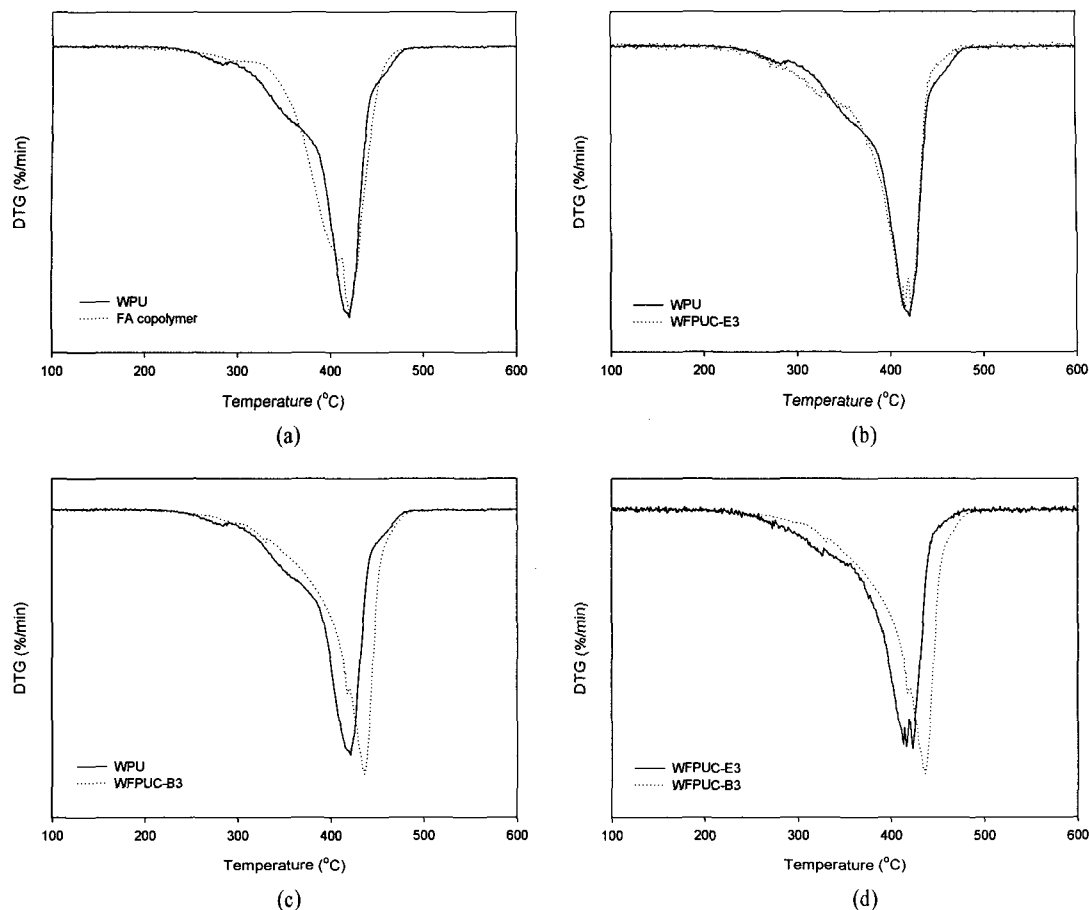 DTG (%/min)
WPU
FA copolymer
100 200 300 400 500 600
Temperature (°C)
(a)
DTG (%/min)
WPU
WFPUC-E3
100 200 300 400 500 600
Temperature (°C)
(b)
DTG (%/min)
WPU
WFPUC-B3
100 200 300 400 500 600
Temperature (°C)
(c)
DTG (%/min)
WFPUC-E3
WFPUC-B3
100 200 300 400 500 600
Temperature (°C)
(d)